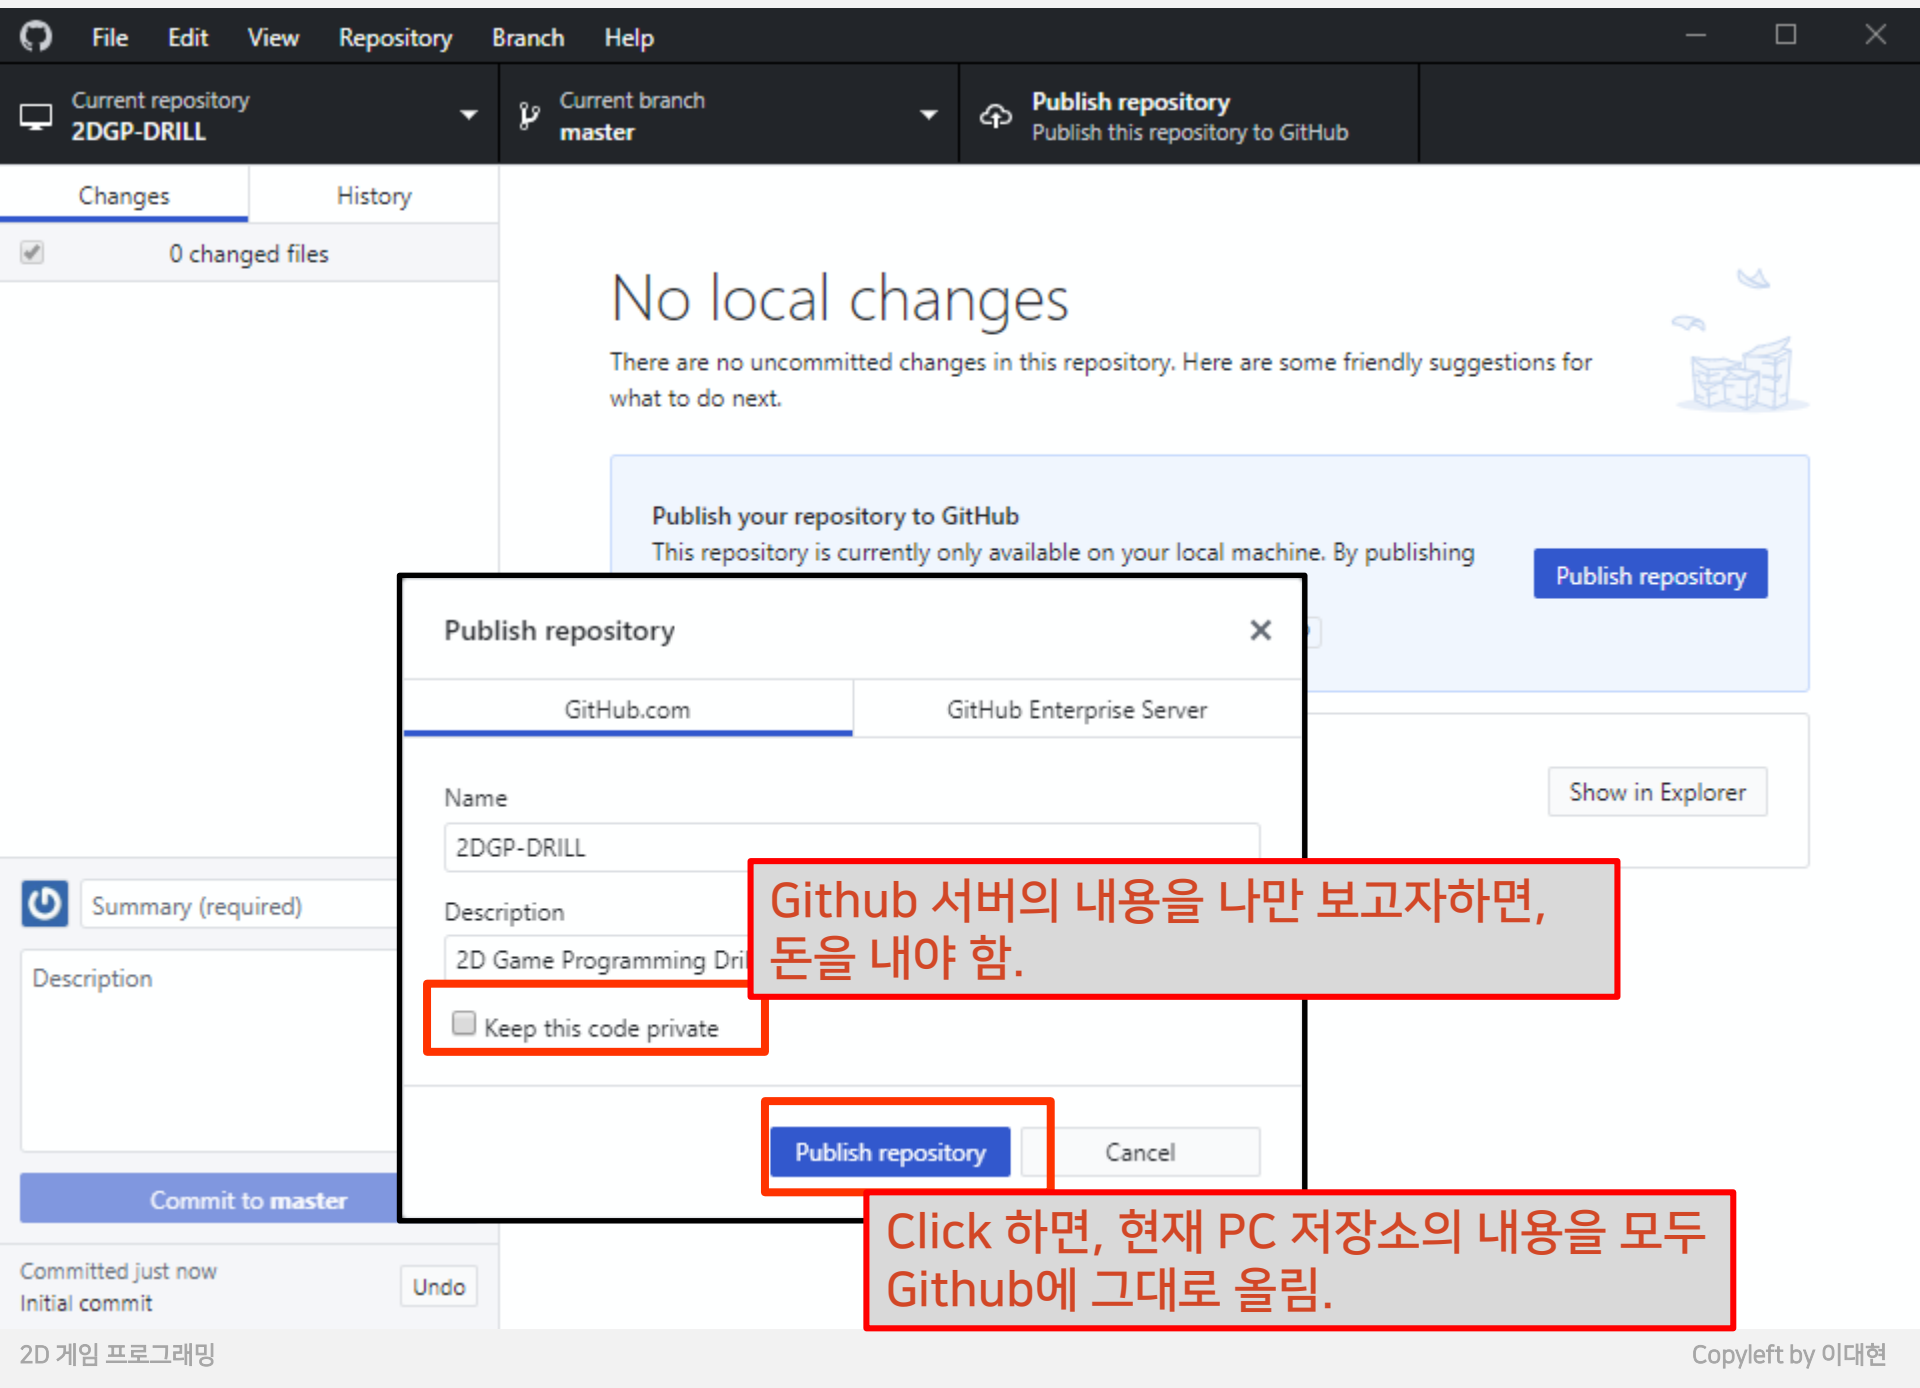 File Edit View Repository Branch Help
Current repository
2DGP-DRILL
Current branch
master
Publish repository
Publish this repository to GitHub
Changes
History
0 changed files
No local changes
There are no uncommitted changes in this repository. Here are some friendly suggestions for
what to do next.
Publish your repository to GitHub
This repository is currently only available on your local machine. By publishing
Publish repository
Show in Explorer
Publish repository
GitHub.com
GitHub Enterprise Server
Name
2DGP-DRILL
Description
2D Game Programming
Keep this code private
Publish repository
Cancel
Github 서버의 내용을 나만 보고자하면,
돈을 내야 함.
Click 하면, 현재 PC 저장소의 내용을 모두
Github에 그대로 올림.
Summary (required)
Description
Commit to master
Committed just now
Initial commit
Undo
2D 게임 프로그래밍
Copyleft by 이대현